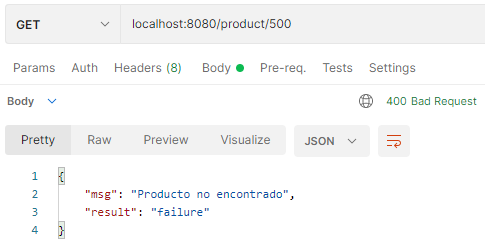 GET localhost:8080/product/500
Params Auth Headers (8) Body Pre-req. Tests Settings
Body 400 Bad Request
Pretty Raw Preview Visualize JSON
1 {
2 "msg": "Producto no encontrado",
3 "result": "failure"
4 }